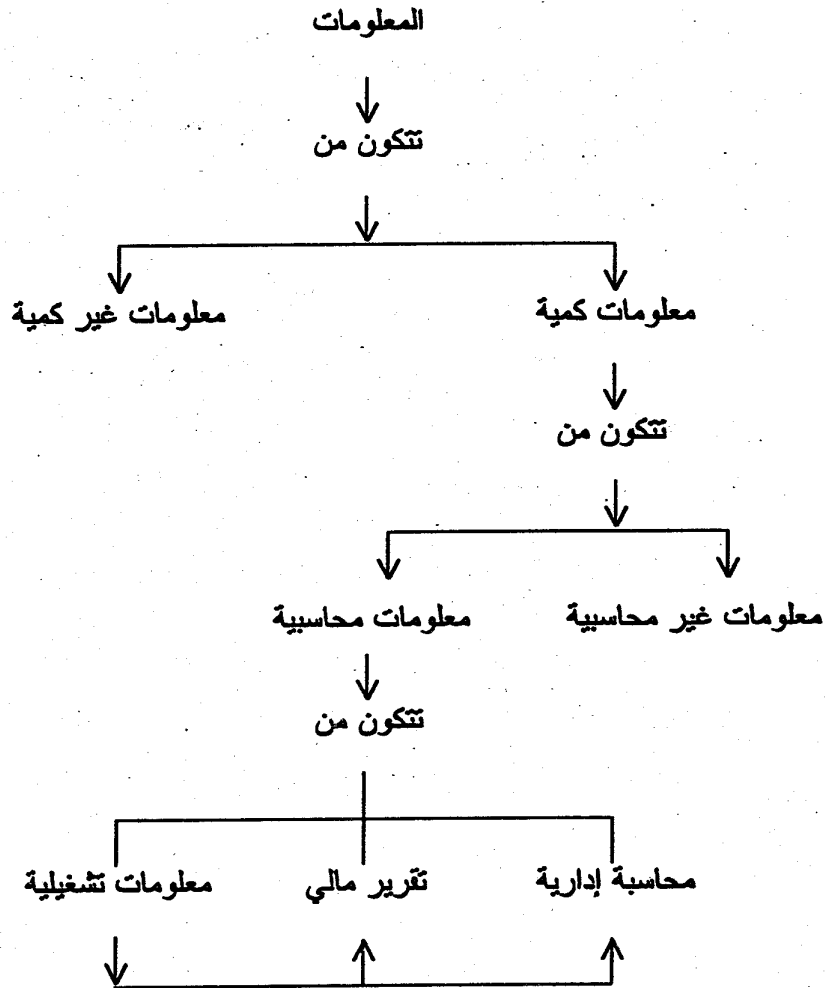 المعلومات
تتكون من
معلومات كمية
معلومات غير كمية
تتكون من
معلومات غير محاسبية
معلومات محاسبية
تتكون من
محاسبة إدارية
تقرير مالي
معلومات تشغيلية